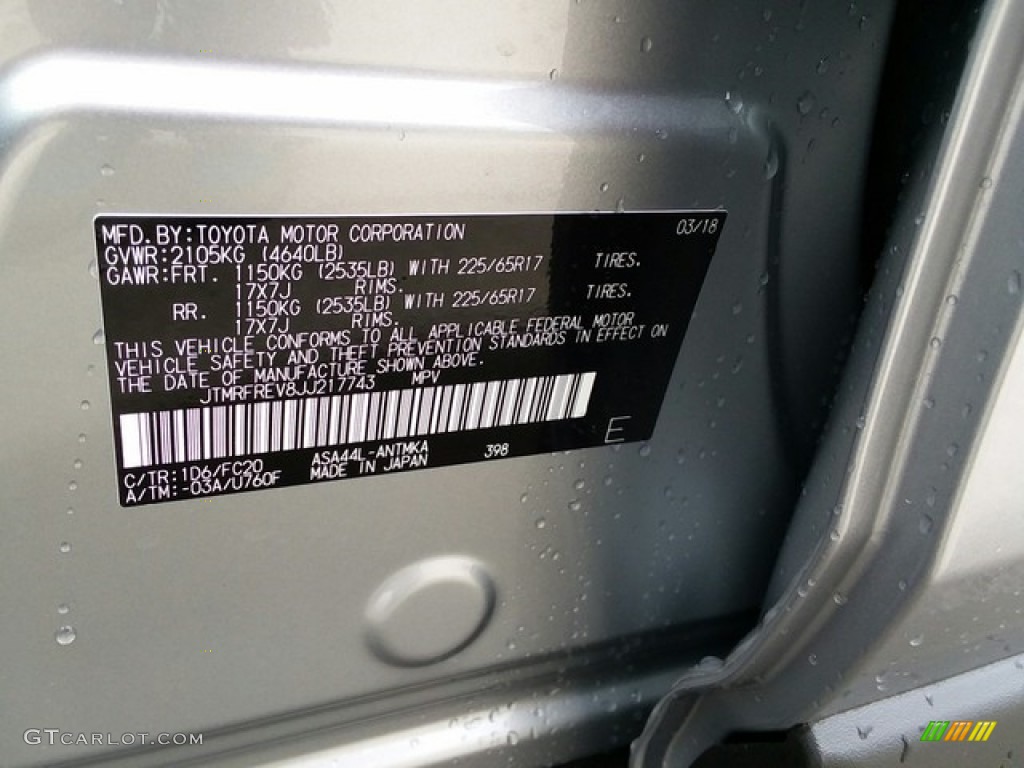 MFD. BY: TOYOTA MOTOR CORPORATION 03/18
GVWR: 2105KG (4640LB)
GAWR: FRT. 1150KG (2535LB) WITH 225/65R17 TIRES.
17X7J RIMS.
RR. 1150KG (2535LB) WITH 225/65R17 TIRES.
17X7J RIMS.
THIS VEHICLE CONFORMS TO ALL APPLICABLE FEDERAL MOTOR
VEHICLE SAFETY AND THEFT PREVENTION STANDARDS IN EFFECT ON
THE DATE OF MANUFACTURE SHOWN ABOVE.
JTMRFREV8JJ217743 MPV
E
C/TR: 1D6/FC20 ASA44L-ANTMKA 398
A/TM: -03A/U760F MADE IN JAPAN
GTCARLOT.COM